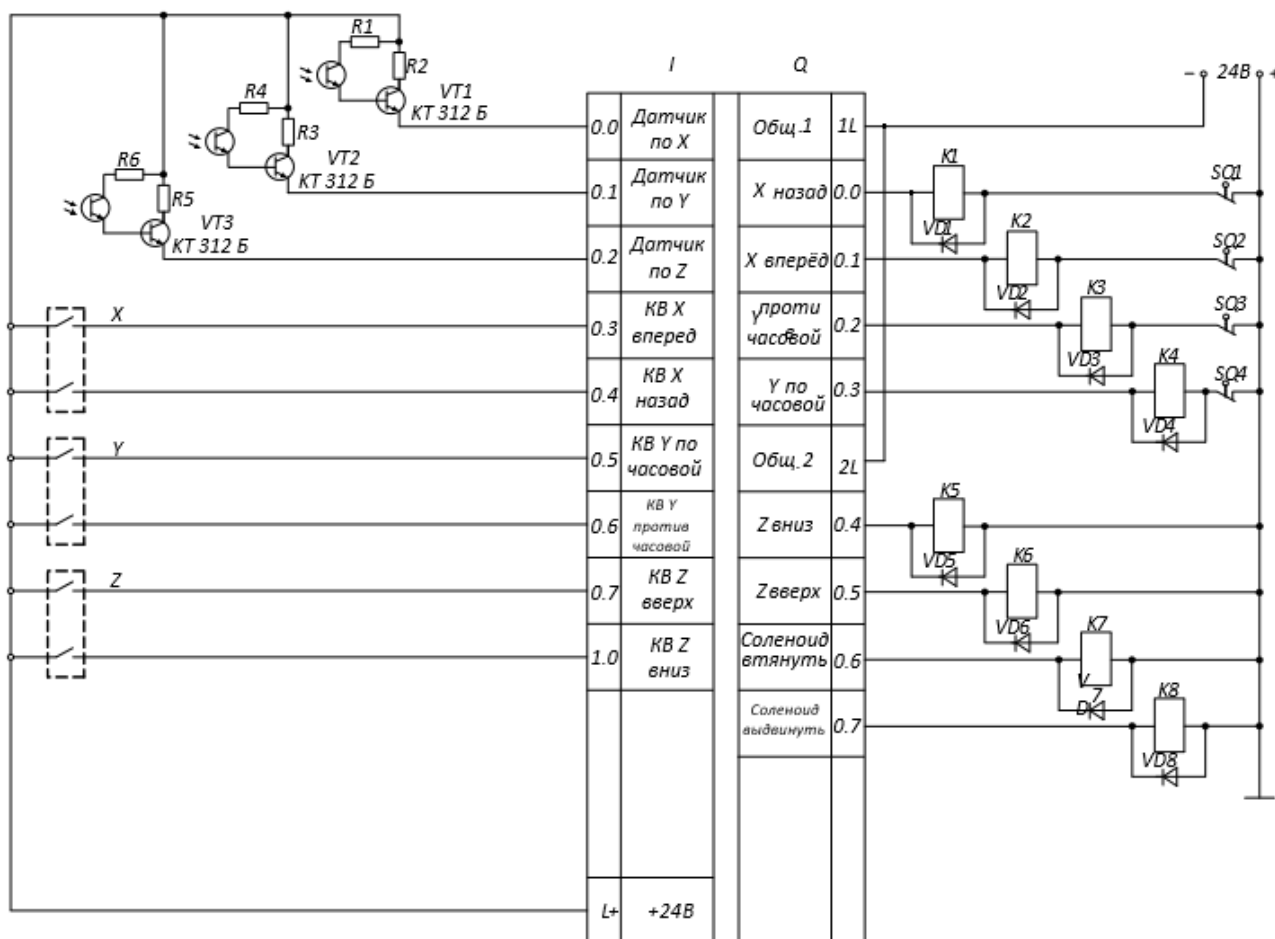 R1
I
Q
- 24В +
R2
VT1
КТ 312 Б
R4
0.0
Датчик
по X
Общ.1
1L
R3
VT2
КТ 312 Б
K1
R6
0.1
Датчик
по Y
X назад
0.0
SQ1
R5
VT3
КТ 312 Б
VD1
K2
0.2
Датчик
по Z
X вперёд
0.1
SQ2
VD2
K3
X
0.3
КВ X
вперед
Y проти
в
часовой
0.2
SQ3
VD3
K4
0.4
КВ X
назад
Y по
часовой
0.3
SQ4
VD4
Y
0.5
КВ Y по
часовой
Общ.2
2L
K5
0.6
КВ Y
против
часовой
Z вниз
0.4
VD5
K6
Z
0.7
КВ Z
вверх
Z вверх
0.5
VD6
K7
1.0
КВ Z
вниз
Соленоид
втянуть
0.6
V
D 7
K8
Соленоид
выдвинуть
0.7
VD8
L+
+24В